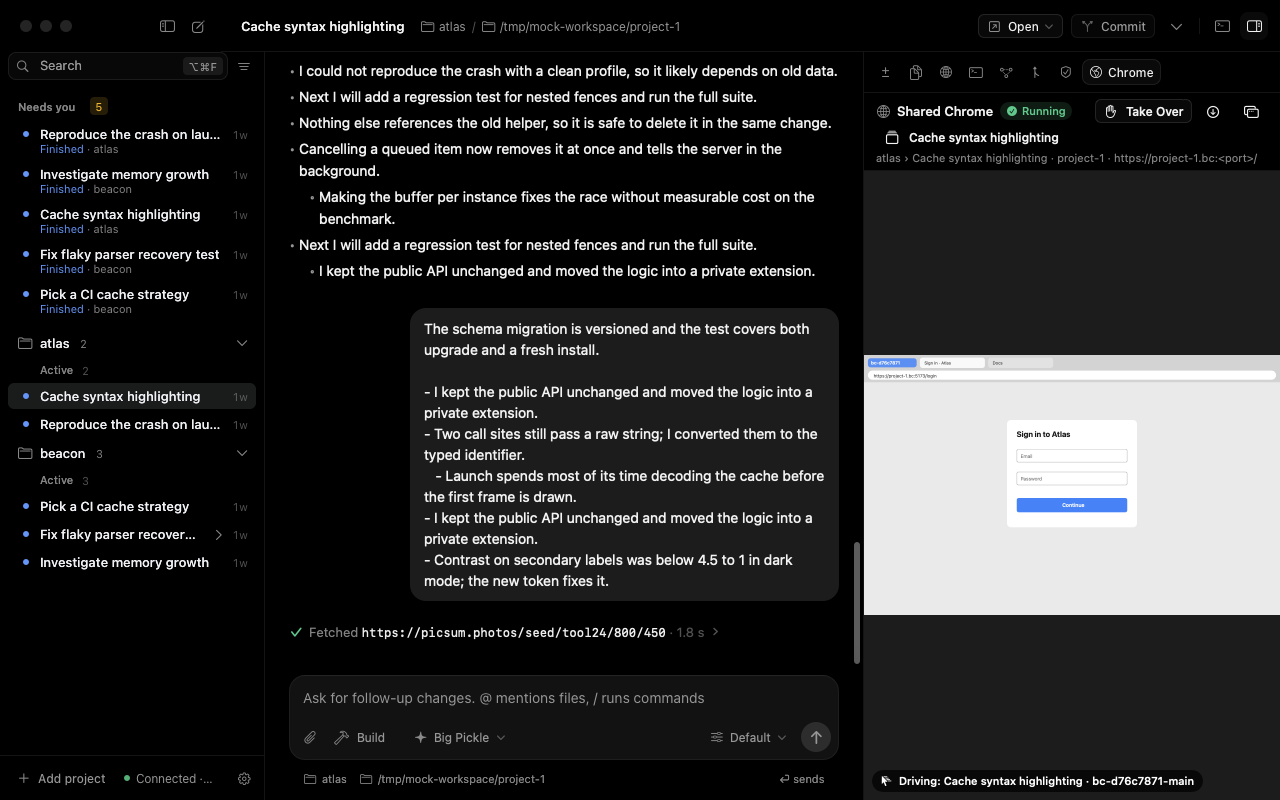 Cache syntax highlighting
atlas / /tmp/mock-workspace/project-1
Open
Commit
Search
⌥⌘F
Needs you 5
Reproduce the crash on lau... 1w
Finished · atlas
Investigate memory growth 1w
Finished · beacon
Cache syntax highlighting 1w
Finished · atlas
Fix flaky parser recovery test 1w
Finished · beacon
Pick a CI cache strategy 1w
Finished · beacon
atlas 2
Active 2
Cache syntax highlighting 1w
Reproduce the crash on lau... 1w
beacon 3
Active 3
Pick a CI cache strategy 1w
Fix flaky parser recover... 1w
Investigate memory growth 1w
Add project
Connected ·...
• I could not reproduce the crash with a clean profile, so it likely depends on old data.
• Next I will add a regression test for nested fences and run the full suite.
• Nothing else references the old helper, so it is safe to delete it in the same change.
• Cancelling a queued item now removes it at once and tells the server in the
background.
• Making the buffer per instance fixes the race without measurable cost on the
benchmark.
• Next I will add a regression test for nested fences and run the full suite.
• I kept the public API unchanged and moved the logic into a private extension.
The schema migration is versioned and the test covers both
upgrade and a fresh install.
- I kept the public API unchanged and moved the logic into a
private extension.
- Two call sites still pass a raw string; I converted them to the
typed identifier.
- Launch spends most of its time decoding the cache before
the first frame is drawn.
- I kept the public API unchanged and moved the logic into a
private extension.
- Contrast on secondary labels was below 4.5 to 1 in dark
mode; the new token fixes it.
Fetched https://picsum.photos/seed/tool24/800/450 · 1.8 s
Ask for follow-up changes. @ mentions files, / runs commands
Build
Big Pickle
Default
atlas
/tmp/mock-workspace/project-1
⏎ sends
Chrome
Shared Chrome
Running
Take Over
Cache syntax highlighting
atlas › Cache syntax highlighting · project-1 · https://project-1.bc:<port>/
bc-d76c7871
Sign in · Atlas
Docs
https://project-1.bc:5173/login
Sign in to Atlas
Email
Password
Continue
Driving: Cache syntax highlighting · bc-d76c7871-main